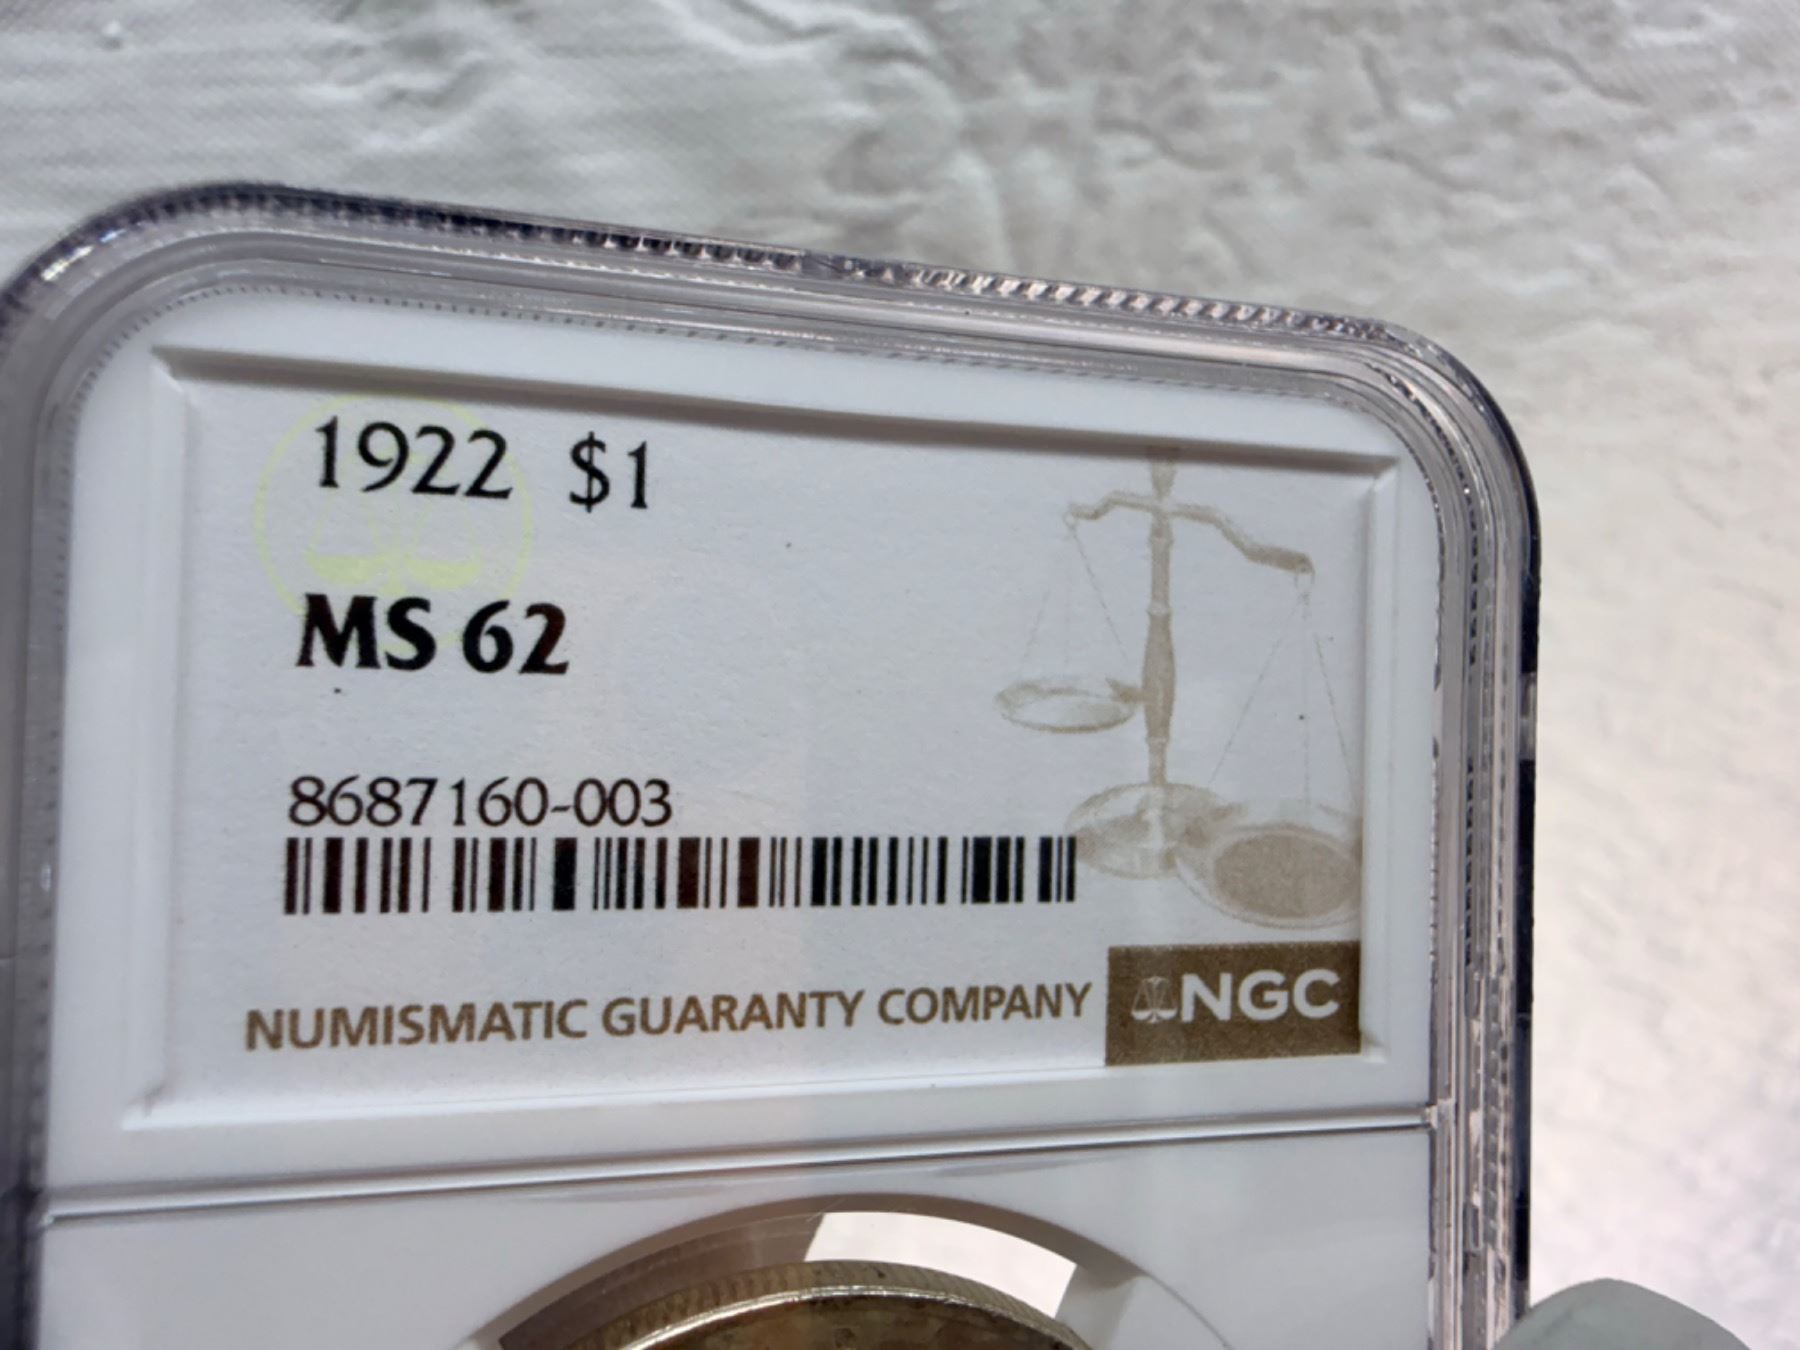 1922 $1
MS 62
8687160-003
NUMISMATIC GUARANTY COMPANY NGC